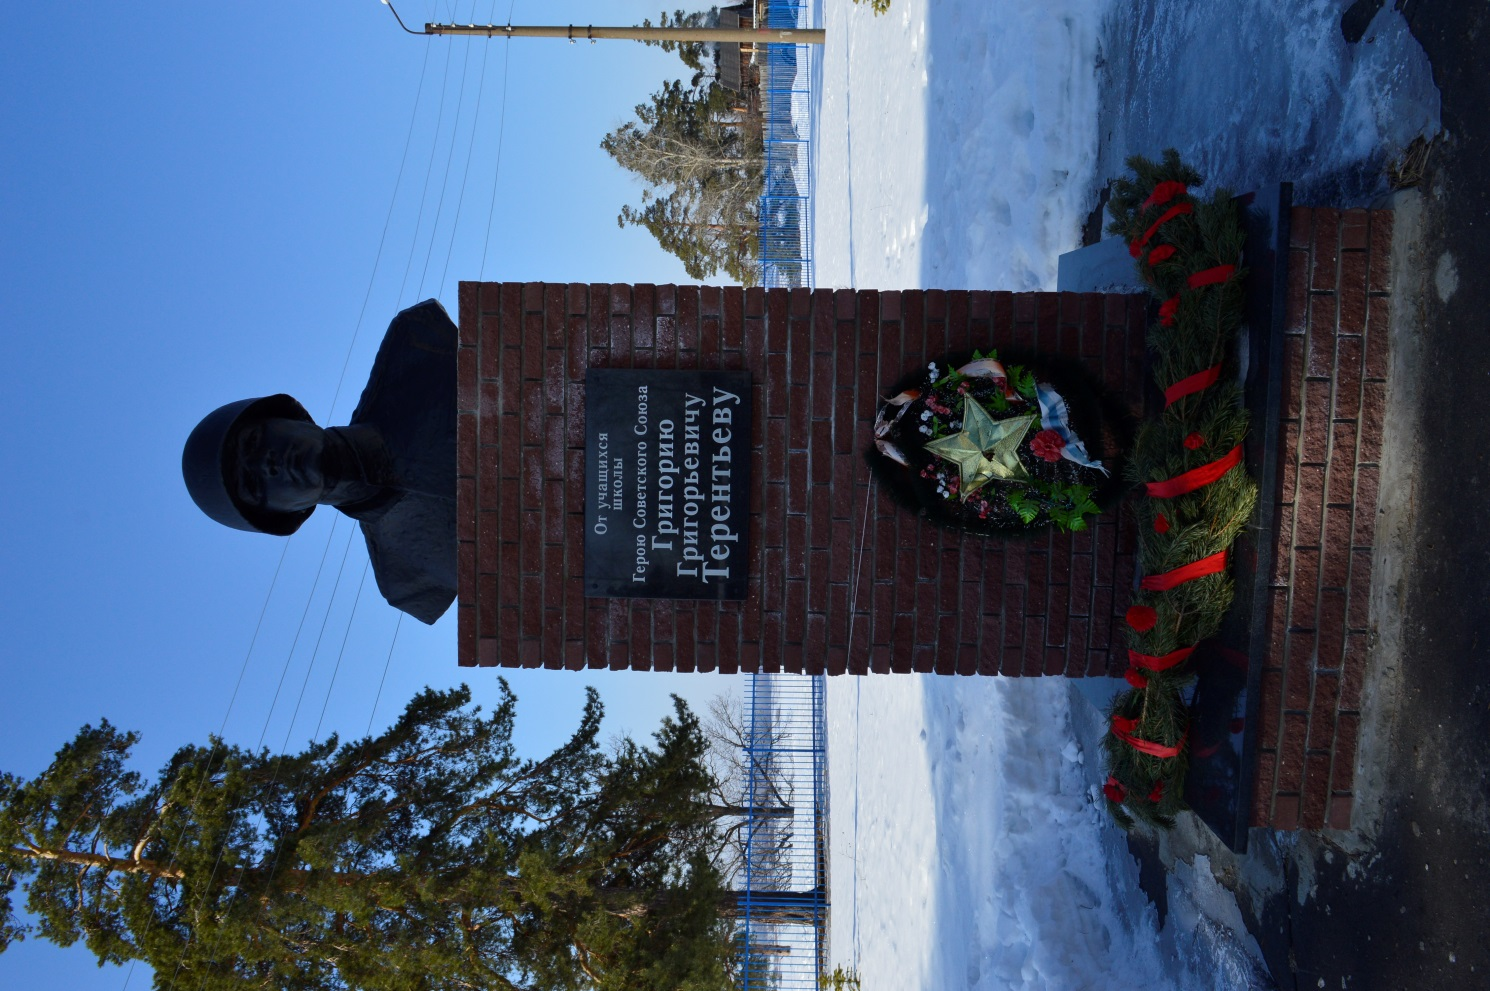 От учащихся
школы
Герою Советского Союза
Григорию
Григорьевичу
Терентьеву